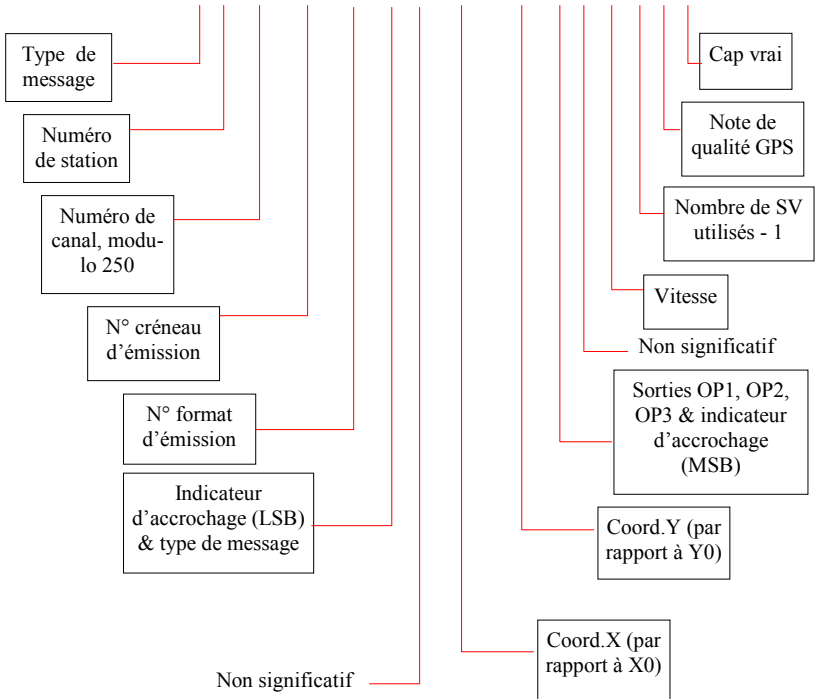 Type de
message
Numéro
de station
Numéro de
canal, modu-
lo 250
N° créneau
d'émission
N° format
d'émission
Indicateur
d'accrochage (LSB)
& type de message
Non significatif
Cap vrai
Note de
qualité GPS
Nombre de SV
utilisés - 1
Vitesse
Non significatif
Sorties OP1, OP2,
OP3 & indicateur
d'accrochage
(MSB)
Coord.Y (par
rapport à Y0)
Coord.X (par
rapport à X0)